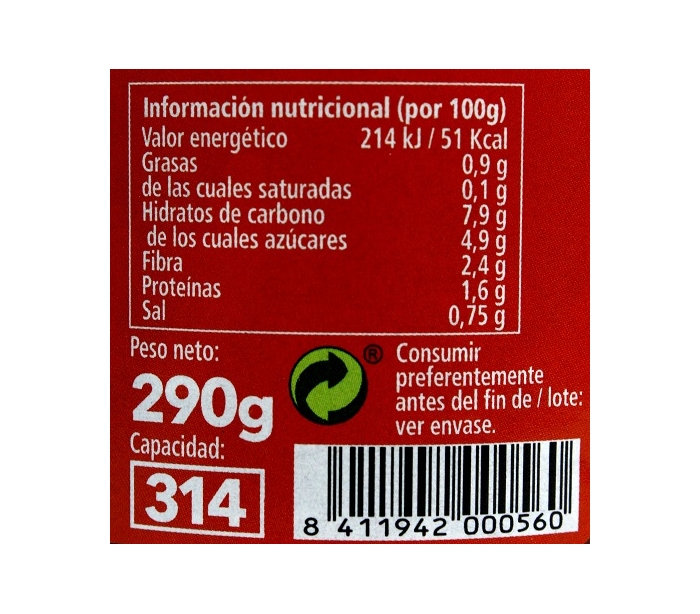 Información nutricional (por 100g)
Valor energético 214 kJ / 51 Kcal
Grasas 0,9 g
de las cuales saturadas 0,1 g
Hidratos de carbono 7,9 g
de los cuales azúcares 4,9 g
Fibra 2,4 g
Proteínas 1,6 g
Sal 0,75 g
Peso neto:
290g
Capacidad:
314
®
Consumir
preferentemente
antes del fin de / lote:
ver envase.
8 411942 000560